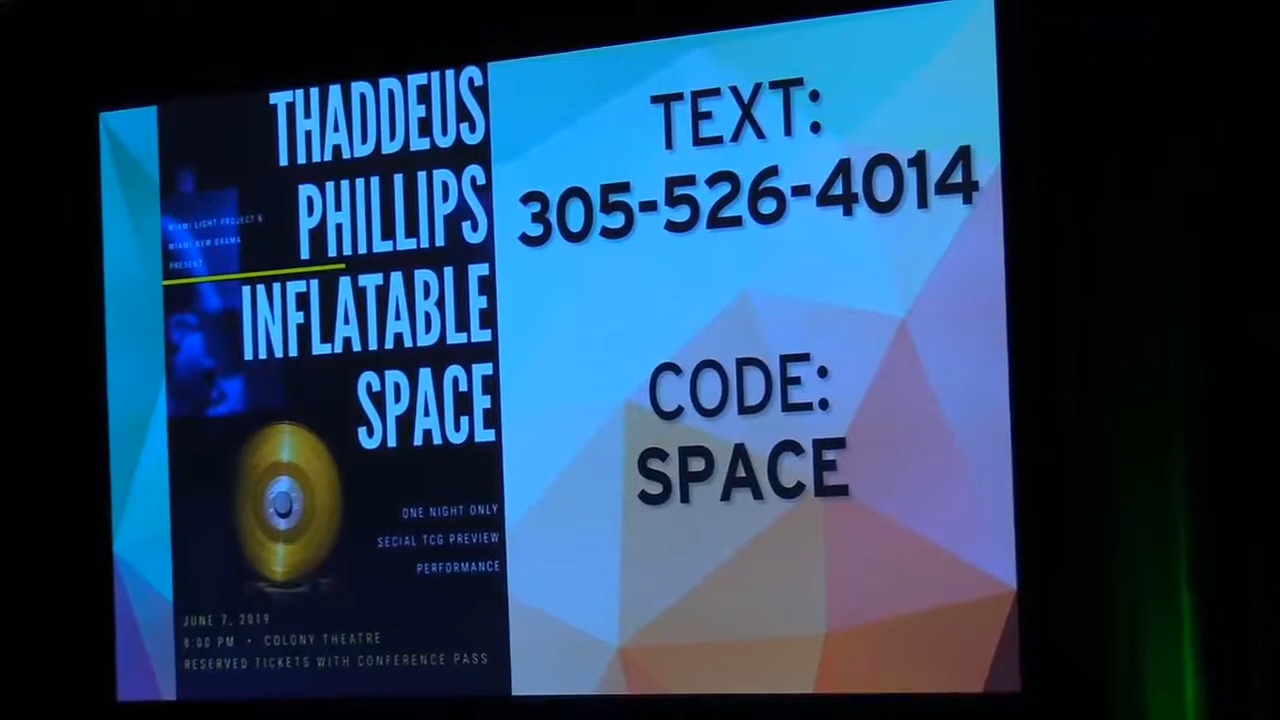 THADDEUS
PHILLIPS
MIAMI LIGHT PROJECT &
MIAMI NEW DRAMA
PRESENT
INFLATABLE
SPACE
ONE NIGHT ONLY
SECIAL TCG PREVIEW
PERFORMANCE
JUNE 7, 2019
8:00 PM • COLONY THEATRE
RESERVED TICKETS WITH CONFERENCE PASS
TEXT:
305-526-4014
CODE:
SPACE